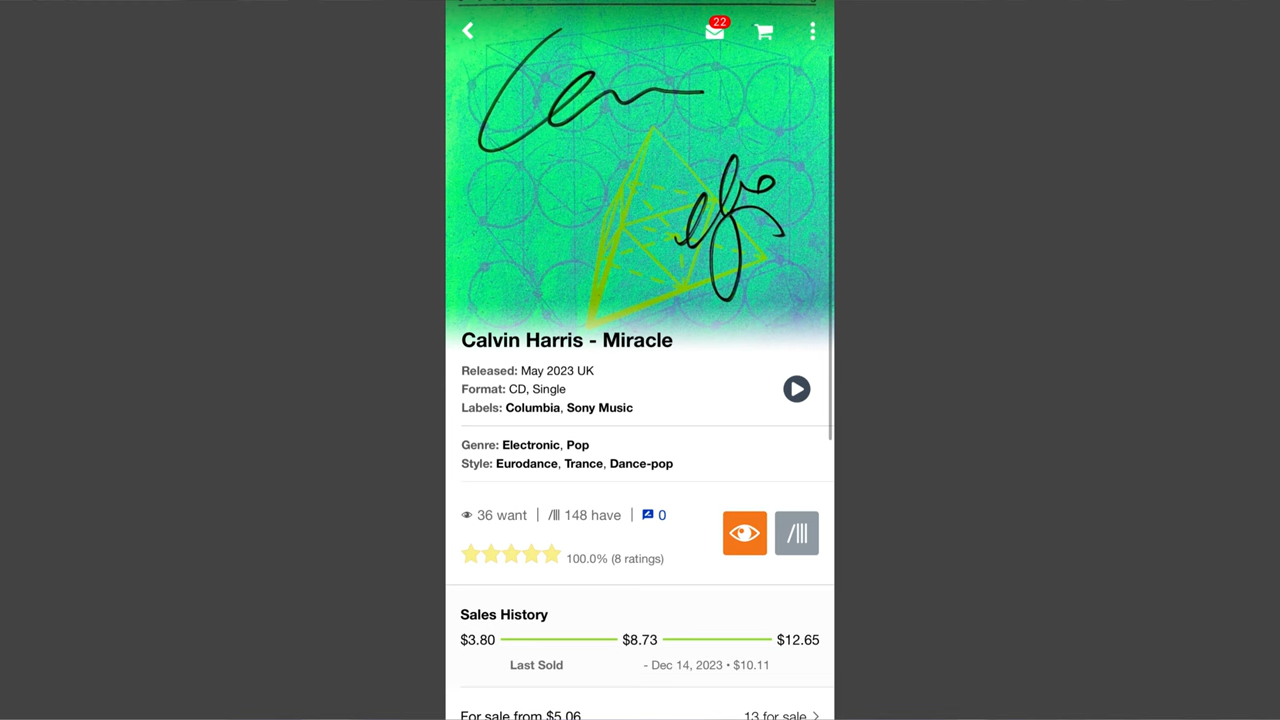 22
Calvin Harris - Miracle
Released: May 2023 UK
Format: CD, Single
Labels: Columbia, Sony Music
Genre: Electronic, Pop
Style: Eurodance, Trance, Dance-pop
36 want | 148 have | 0
100.0% (8 ratings)
Sales History
$3.80 $8.73 $12.65
Last Sold - Dec 14, 2023 • $10.11
For sale from $5.06 13 for sale